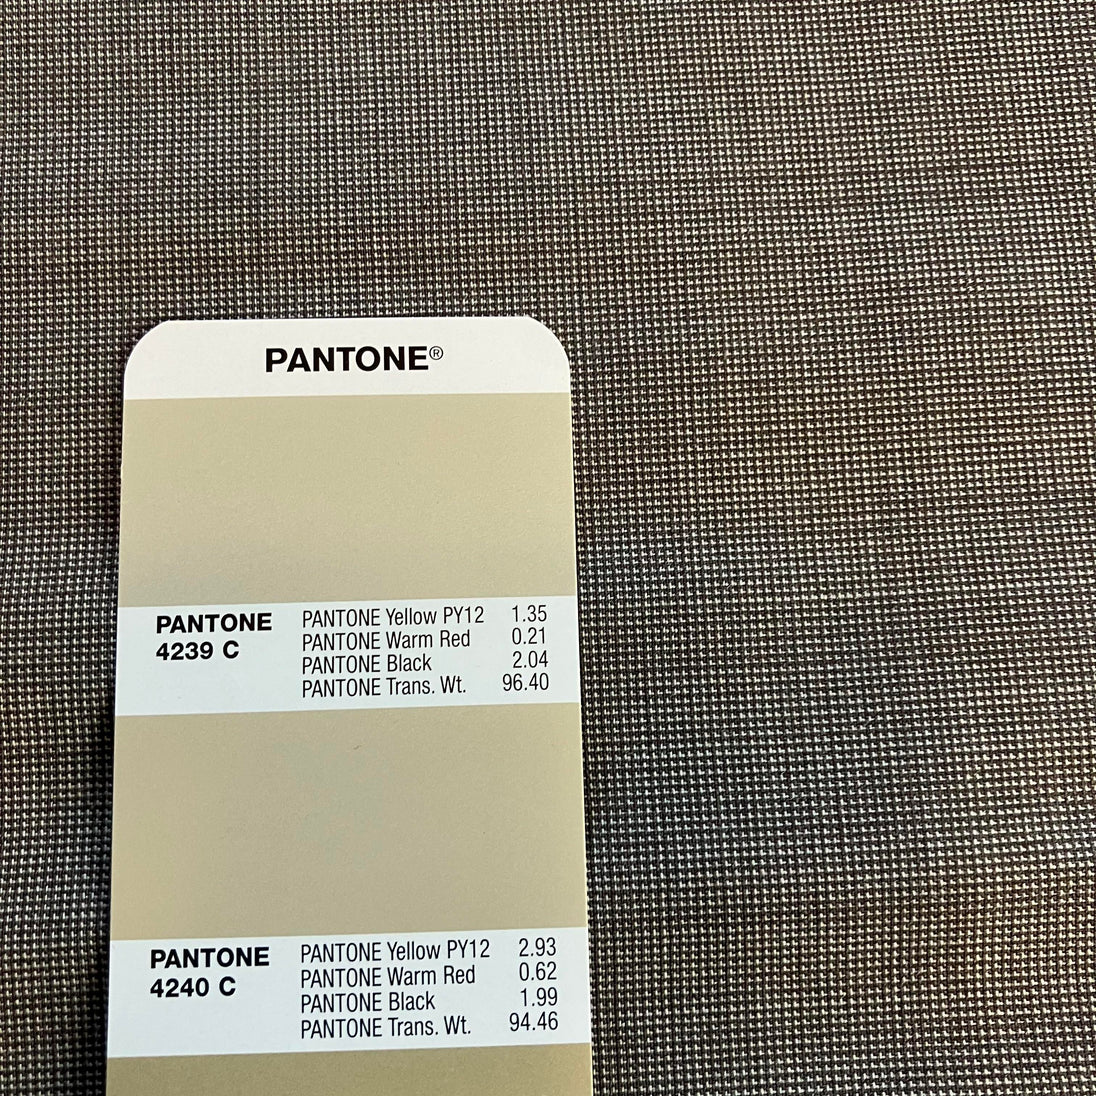 PANTONE®
PANTONE
4239 C
PANTONE Yellow PY12 1.35
PANTONE Warm Red 0.21
PANTONE Black 2.04
PANTONE Trans. Wt. 96.40
PANTONE
4240 C
PANTONE Yellow PY12 2.93
PANTONE Warm Red 0.62
PANTONE Black 1.99
PANTONE Trans. Wt. 94.46